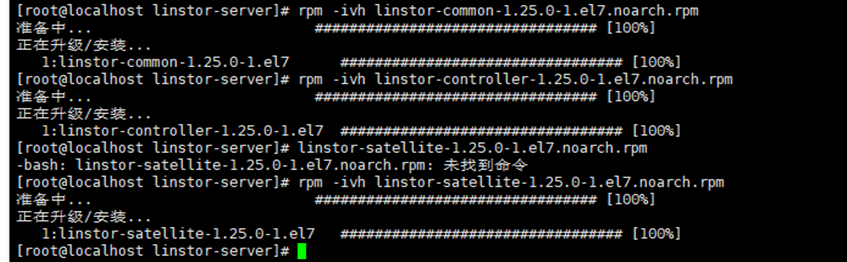 [root@localhost linstor-server]# rpm -ivh linstor-common-1.25.0-1.el7.noarch.rpm
准备中... ################################# [100%]
正在升级/安装...
1:linstor-common-1.25.0-1.el7 ################################# [100%]
[root@localhost linstor-server]# rpm -ivh linstor-controller-1.25.0-1.el7.noarch.rpm
准备中... ################################# [100%]
正在升级/安装...
1:linstor-controller-1.25.0-1.el7 ################################# [100%]
[root@localhost linstor-server]# linstor-satellite-1.25.0-1.el7.noarch.rpm
-bash: linstor-satellite-1.25.0-1.el7.noarch.rpm: 未找到命令
[root@localhost linstor-server]# rpm -ivh linstor-satellite-1.25.0-1.el7.noarch.rpm
准备中... ################################# [100%]
正在升级/安装...
1:linstor-satellite-1.25.0-1.el7 ################################# [100%]
[root@localhost linstor-server]#